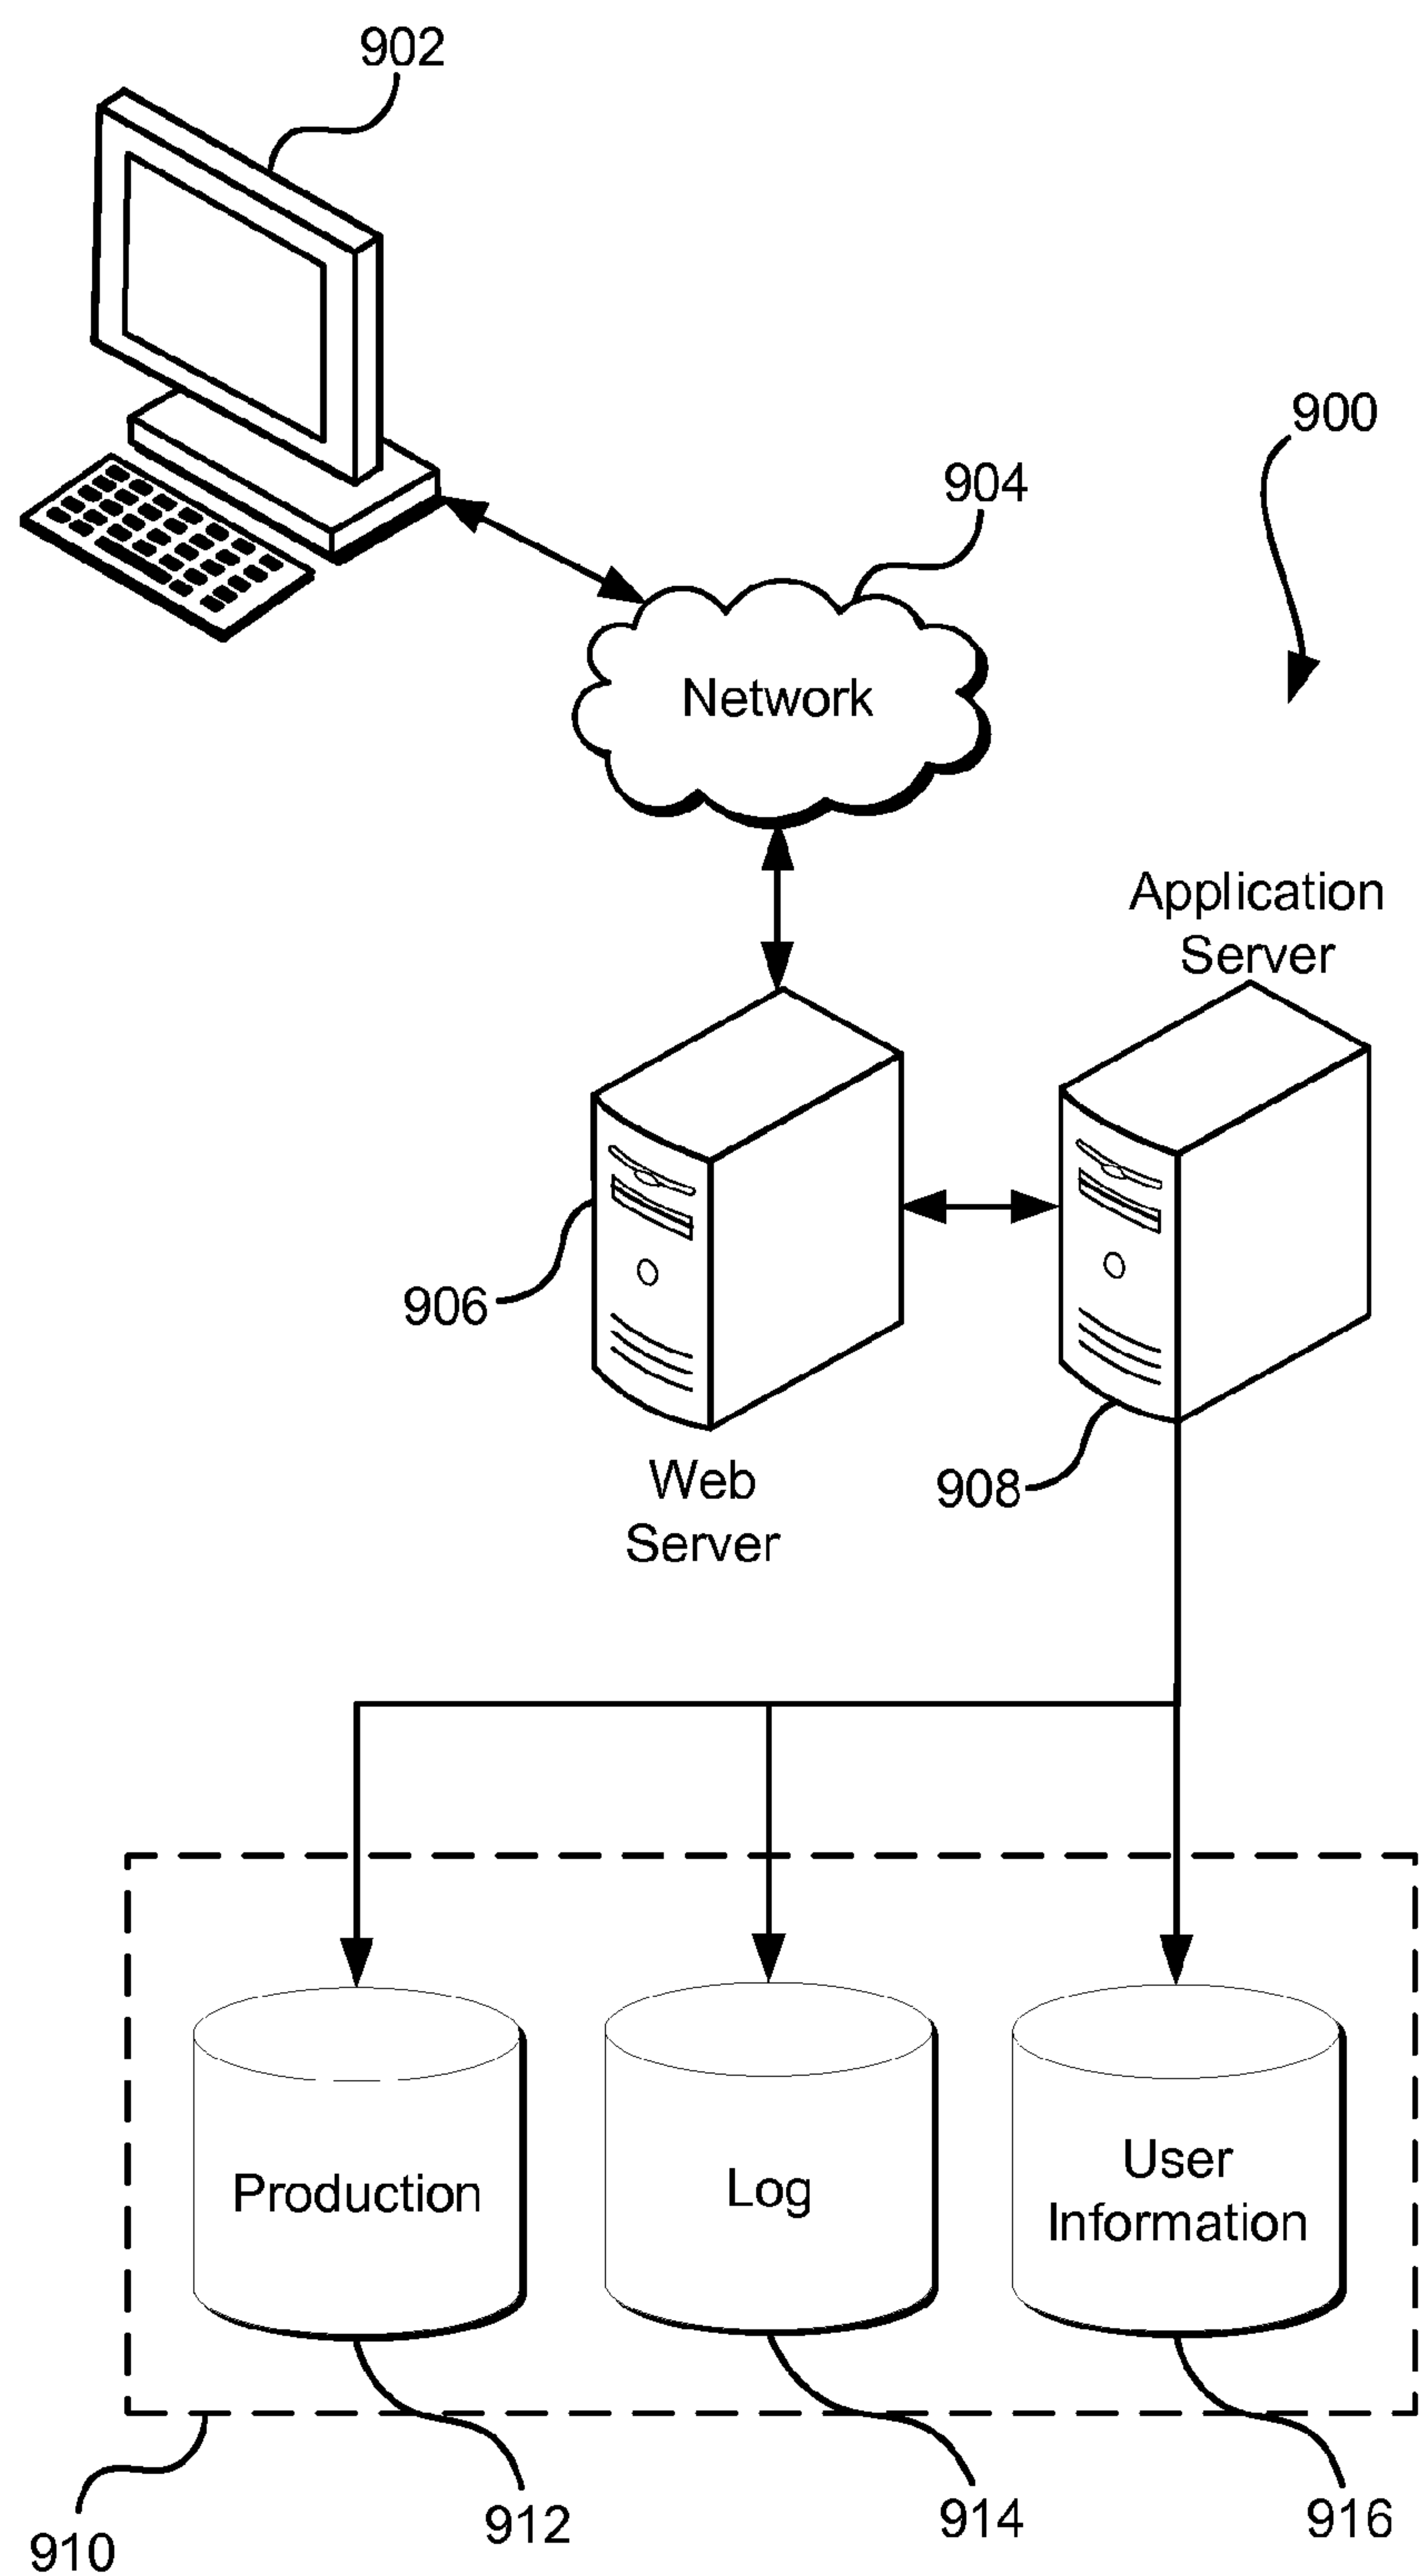 902
900
904
Network
Application
Server
906
Web
Server
908
Production
Log
User
Information
910
912
914
916